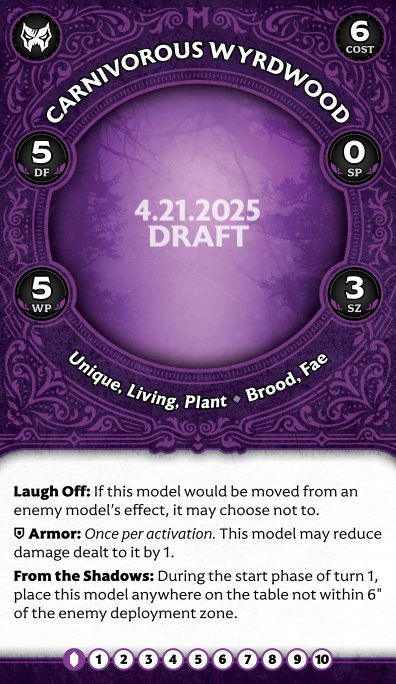 6
COST
CARNIVOROUS WYRDWOOD
5
DF
0
SP
4.21.2025
DRAFT
5
WP
3
SZ
Unique, Living, Plant ◆ Brood, Fae
Laugh Off: If this model would be moved from an
enemy model's effect, it may choose not to.
Armor: Once per activation. This model may reduce
damage dealt to it by 1.
From the Shadows: During the start phase of turn 1,
place this model anywhere on the table not within 6"
of the enemy deployment zone.
1 2 3 4 5 6 7 8 9 10